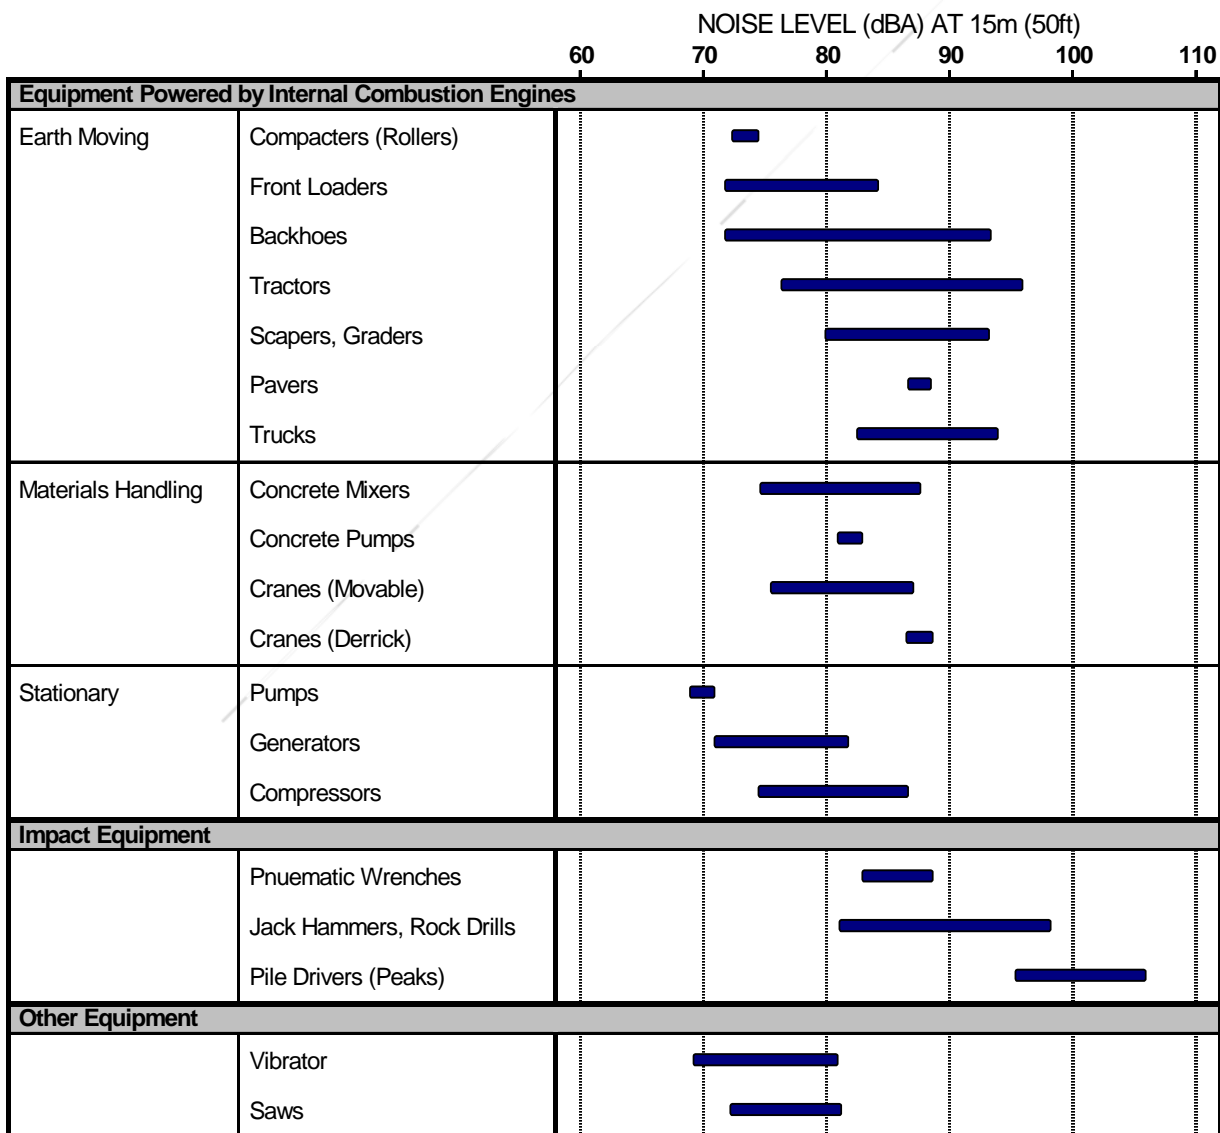 NOISE LEVEL (dBA) AT 15m (50ft)
60 70 80 90 100 110
Equipment Powered by Internal Combustion Engines
Earth Moving Compacters (Rollers)
Front Loaders
Backhoes
Tractors
Scapers, Graders
Pavers
Trucks
Materials Handling Concrete Mixers
Concrete Pumps
Cranes (Movable)
Cranes (Derrick)
Stationary Pumps
Generators
Compressors
Impact Equipment
Pnuematic Wrenches
Jack Hammers, Rock Drills
Pile Drivers (Peaks)
Other Equipment
Vibrator
Saws